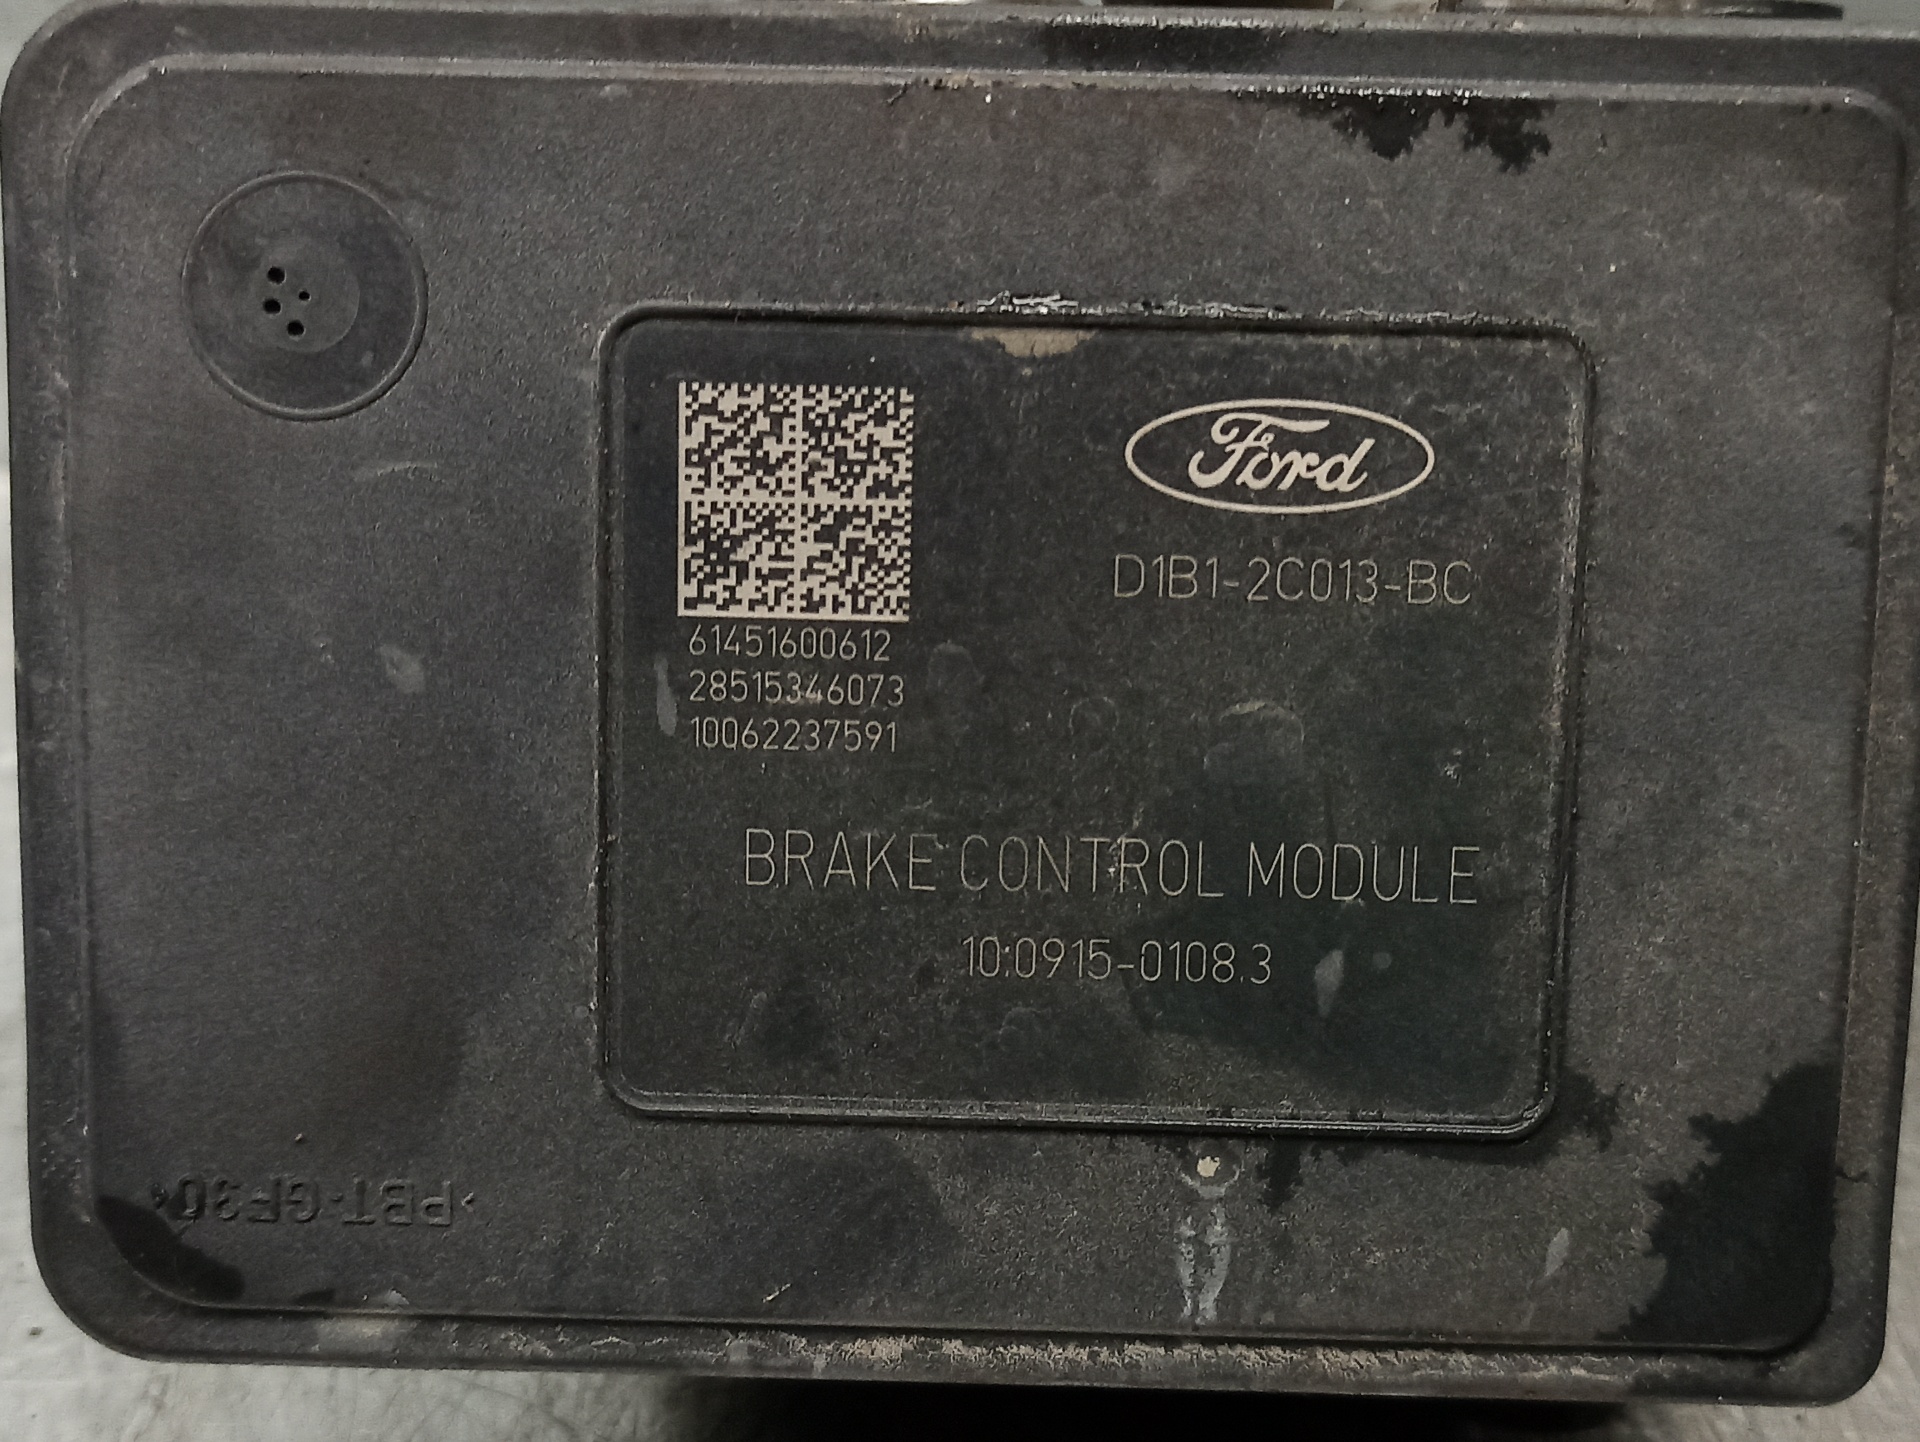 Ford
D1B1-2C013-BC
61451600612
28515346073
10062237591
BRAKE CONTROL MODULE
10.0915-0108.3
>PBT-GF30<